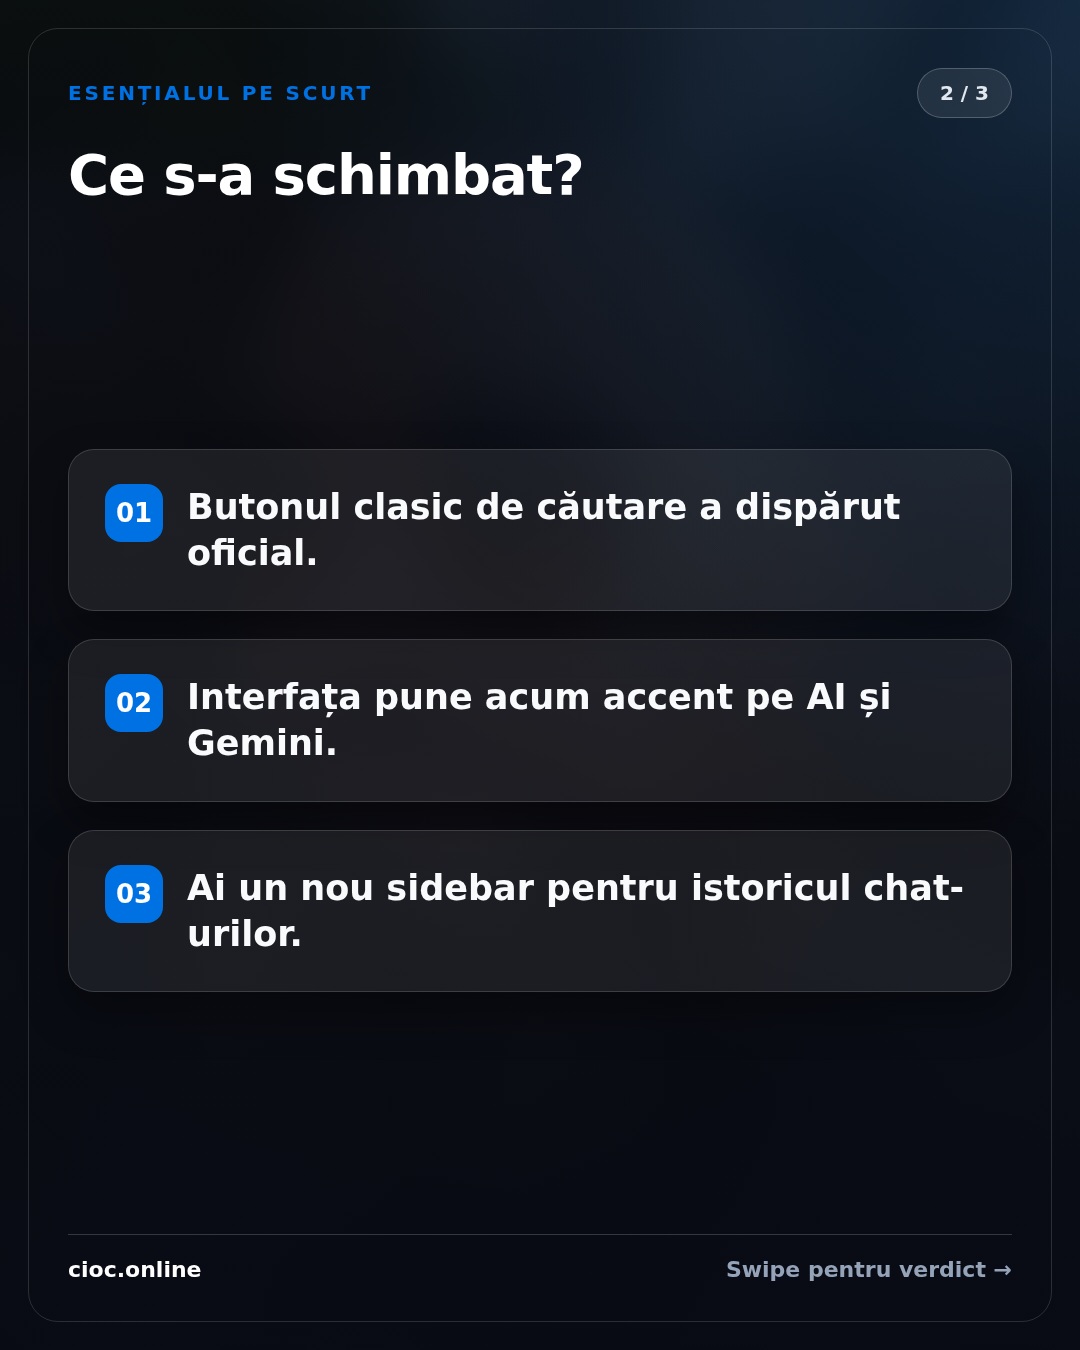 ESENȚIALUL PE SCURT
2 / 3
Ce s-a schimbat?
01
Butonul clasic de căutare a dispărut
oficial.
02
Interfața pune acum accent pe AI și
Gemini.
03
Ai un nou sidebar pentru istoricul chat-
urilor.
cioc.online
Swipe pentru verdict →